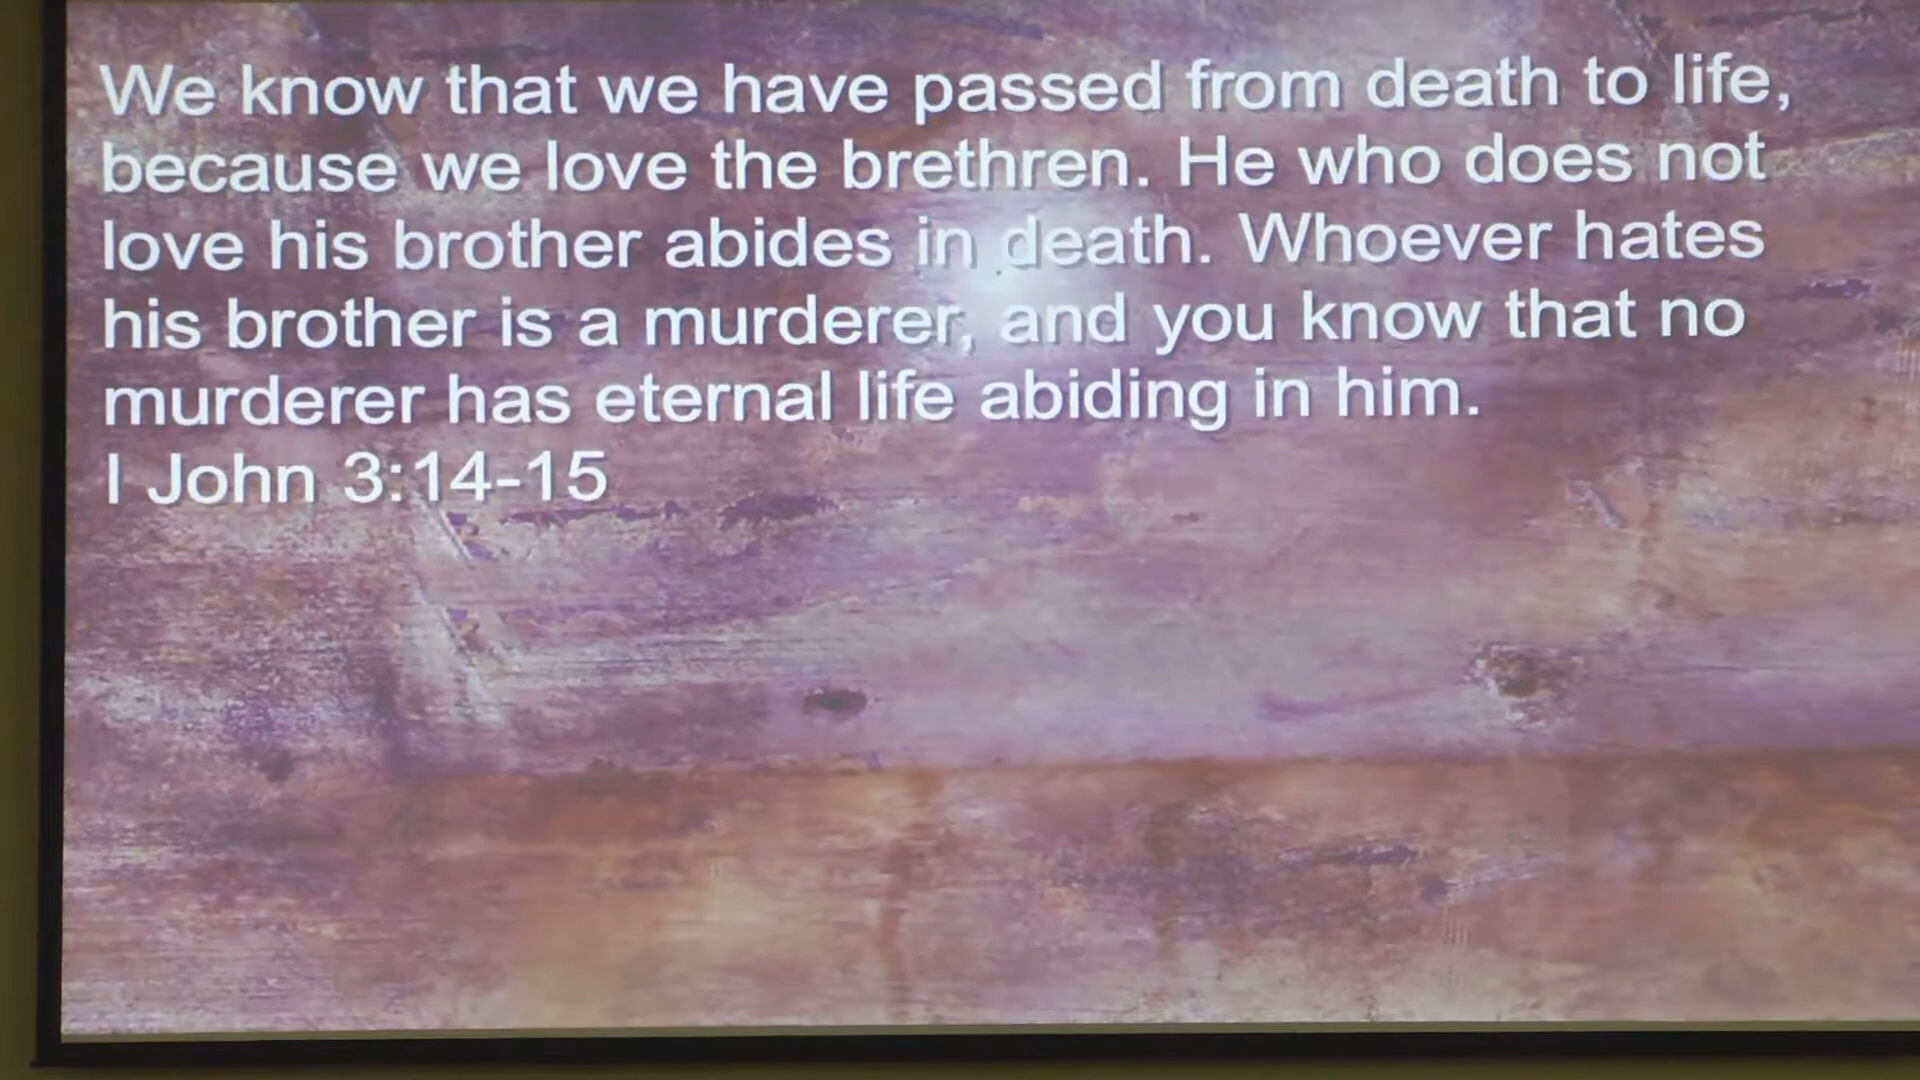 We know that we have passed from death to life,
because we love the brethren. He who does not
love his brother abides in death. Whoever hates
his brother is a murderer, and you know that no
murderer has eternal life abiding in him.
I John 3:14-15